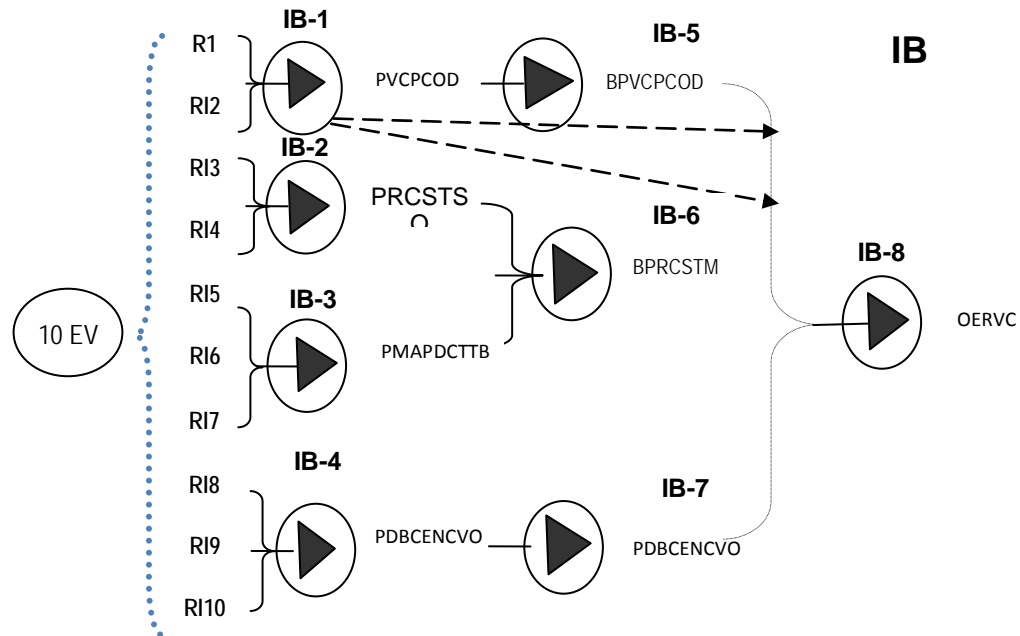 IB-1
IB-5
IB
R1
RI2
PVCPCOD
BPVCPCOD
IB-2
RI3
RI4
PRCSTS
O
IB-6
BPRCSTM
IB-8
OERVC
10 EV
RI5
RI6
RI7
IB-3
PMAPDCTTB
IB-4
RI8
RI9
RI10
PDBCENCVO
IB-7
PDBCENCVO